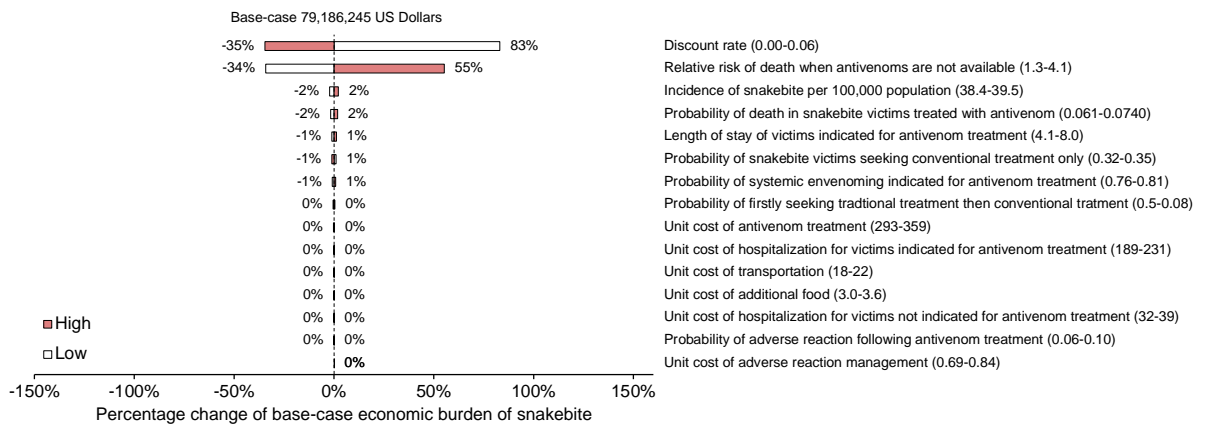 Base-case 79,186,245 US Dollars
-35% 83% Discount rate (0.00-0.06)
-34% 55% Relative risk of death when antivenoms are not available (1.3-4.1)
-2% 2% Incidence of snakebite per 100,000 population (38.4-39.5)
-2% 2% Probability of death in snakebite victims treated with antivenom (0.061-0.0740)
-1% 1% Length of stay of victims indicated for antivenom treatment (4.1-8.0)
-1% 1% Probability of snakebite victims seeking conventional treatment only (0.32-0.35)
-1% 1% Probability of systemic envenoming indicated for antivenom treatment (0.76-0.81)
0% 0% Probability of firstly seeking tradtional treatment then conventional tratment (0.5-0.08)
0% 0% Unit cost of antivenom treatment (293-359)
0% 0% Unit cost of hospitalization for victims indicated for antivenom treatment (189-231)
0% 0% Unit cost of transportation (18-22)
0% 0% Unit cost of additional food (3.0-3.6)
0% 0% Unit cost of hospitalization for victims not indicated for antivenom treatment (32-39)
High
0% 0% Probability of adverse reaction following antivenom treatment (0.06-0.10)
Low
0% Unit cost of adverse reaction management (0.69-0.84)
-150% -100% -50% 0% 50% 100% 150%
Percentage change of base-case economic burden of snakebite